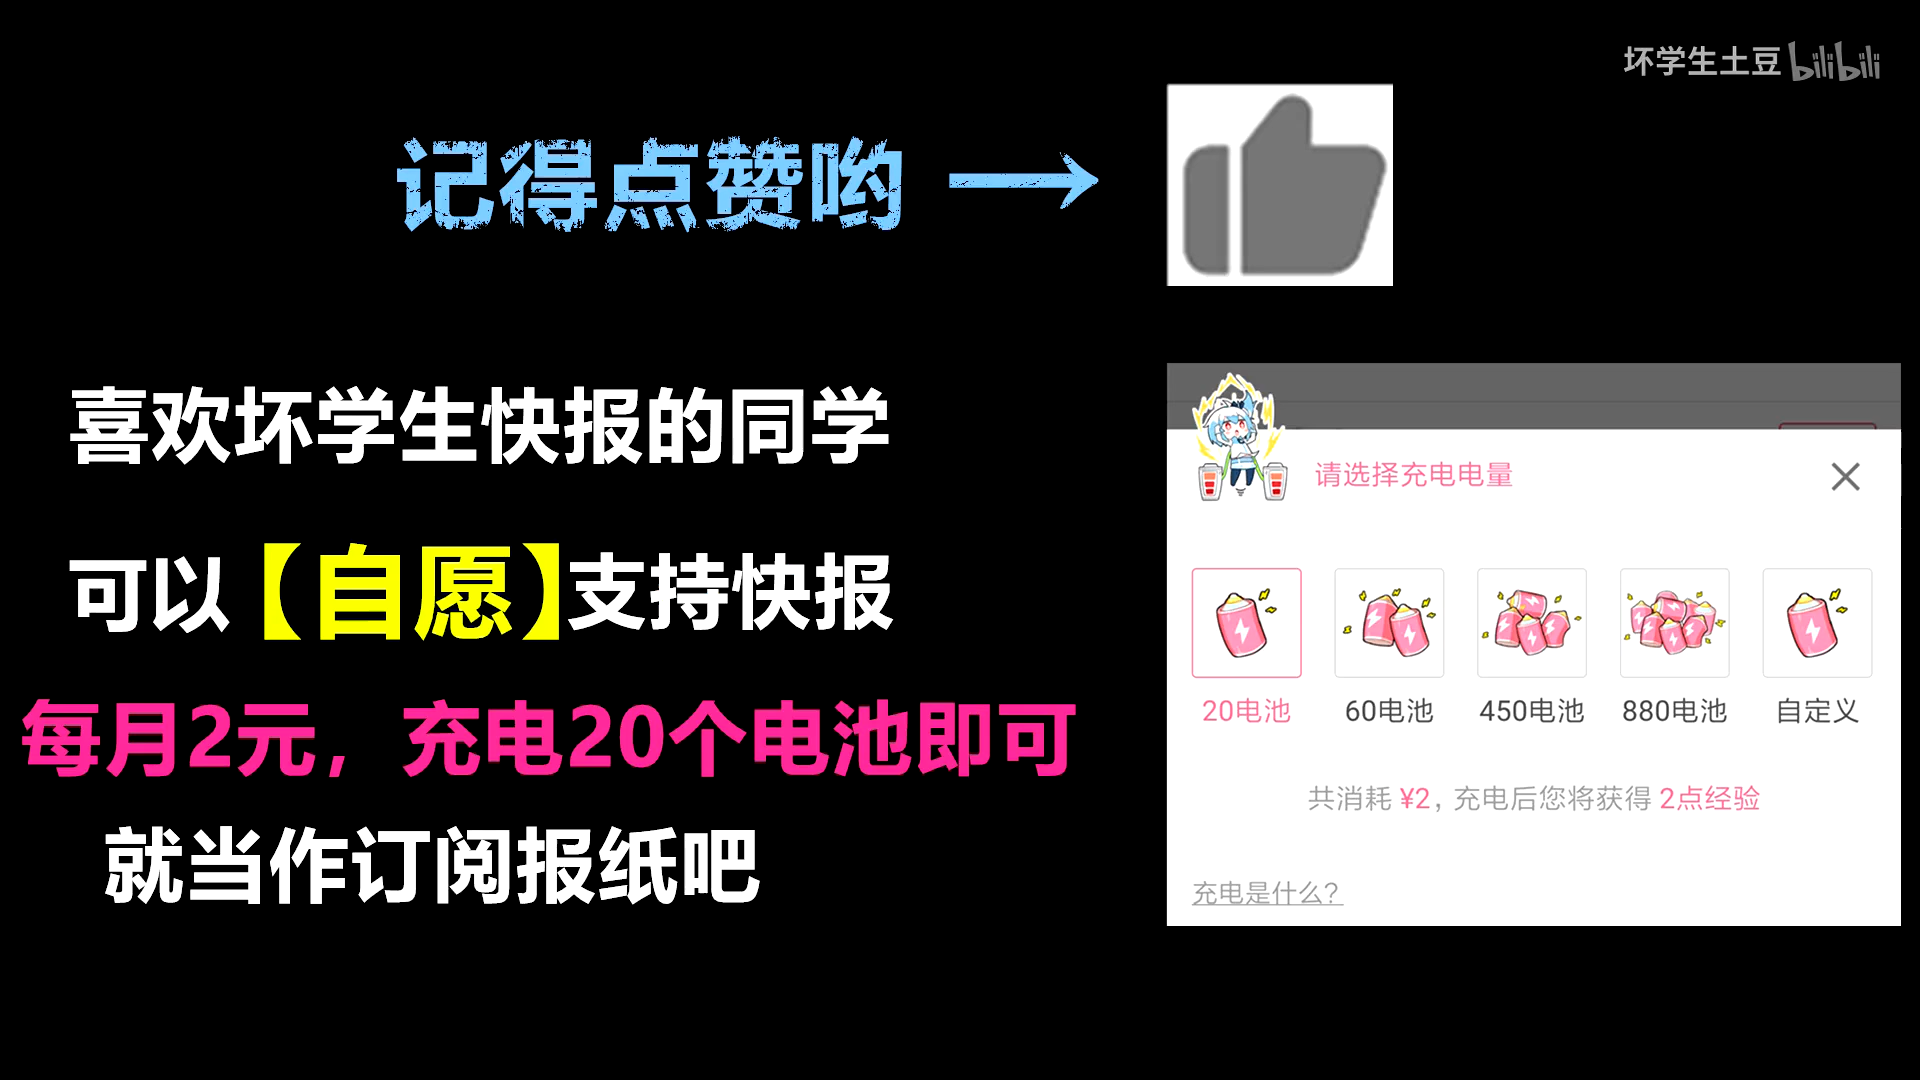 坏学生土豆 bilibili
记得点赞哟
喜欢坏学生快报的同学
可以【自愿】支持快报
每月2元，充电20个电池即可
就当作订阅报纸吧
请选择充电电量
20电池 60电池 450电池 880电池 自定义
共消耗 ¥2，充电后您将获得 2点经验
充电是什么？